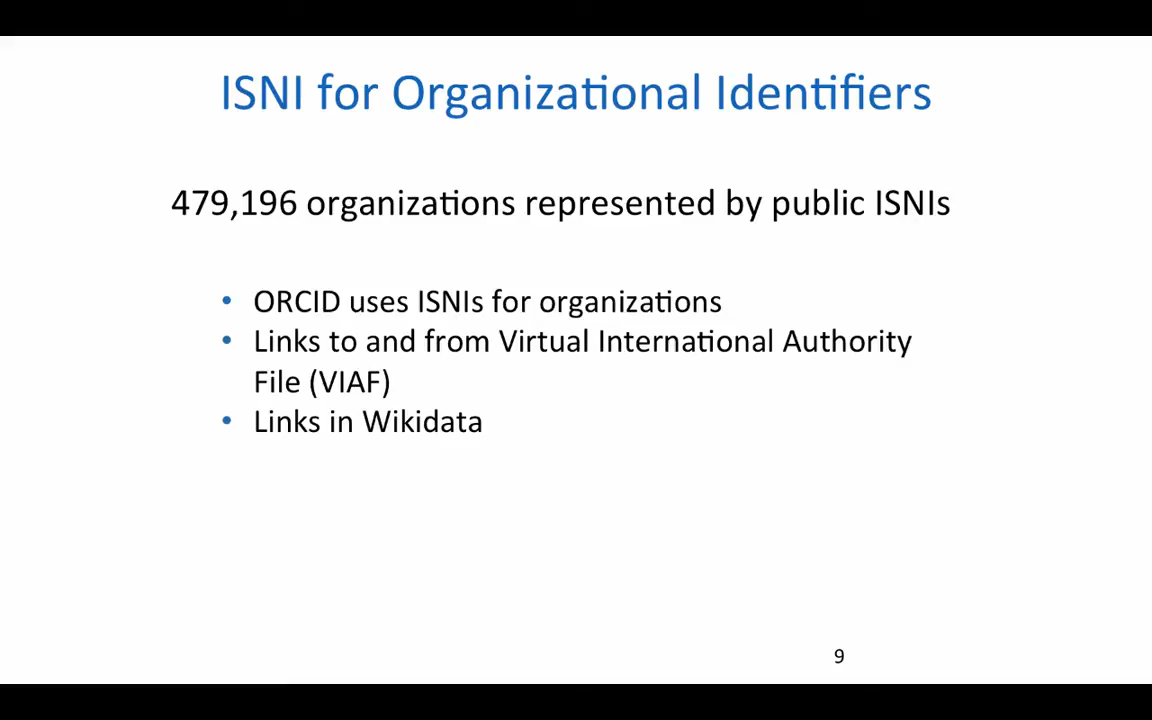 ISNI for Organizational Identifiers
479,196 organizations represented by public ISNIs
• ORCID uses ISNIs for organizations
• Links to and from Virtual International Authority
File (VIAF)
• Links in Wikidata
9